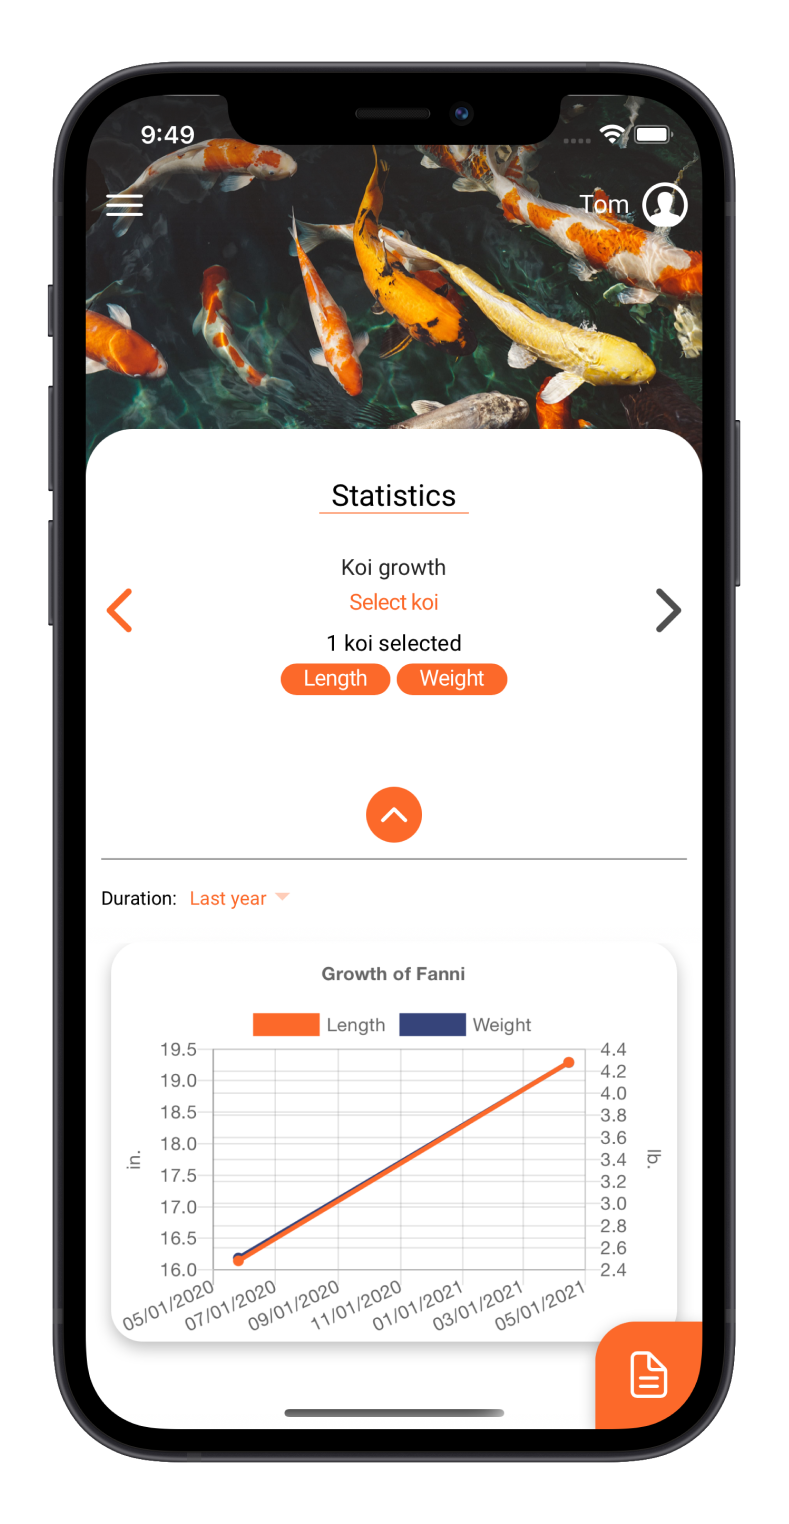 9:49
Tom
Statistics
Koi growth
Select koi
1 koi selected
Length Weight
Duration: Last year
Growth of Fanni
Length Weight
19.5 4.4
4.2
19.0 4.0
18.5 3.8
18.0 3.6
in. 17.5 3.4 lb.
3.2
17.0 3.0
16.5 2.8
2.6
16.0 2.4
05/01/2020 07/01/2020 09/01/2020 11/01/2020 01/01/2021 03/01/2021 05/01/2021